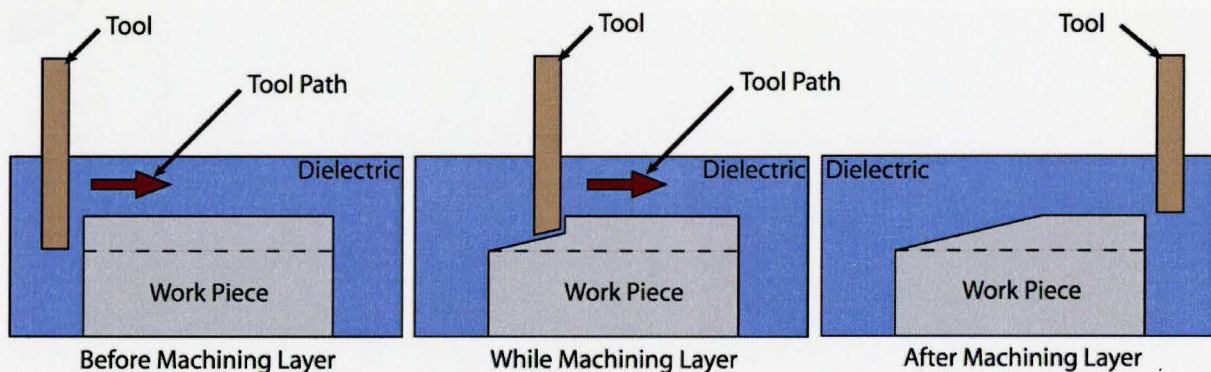 Tool
Tool Path
Dielectric
Work Piece
Before Machining Layer
Tool
Tool Path
Dielectric
Work Piece
While Machining Layer
Tool
Dielectric
Work Piece
After Machining Layer